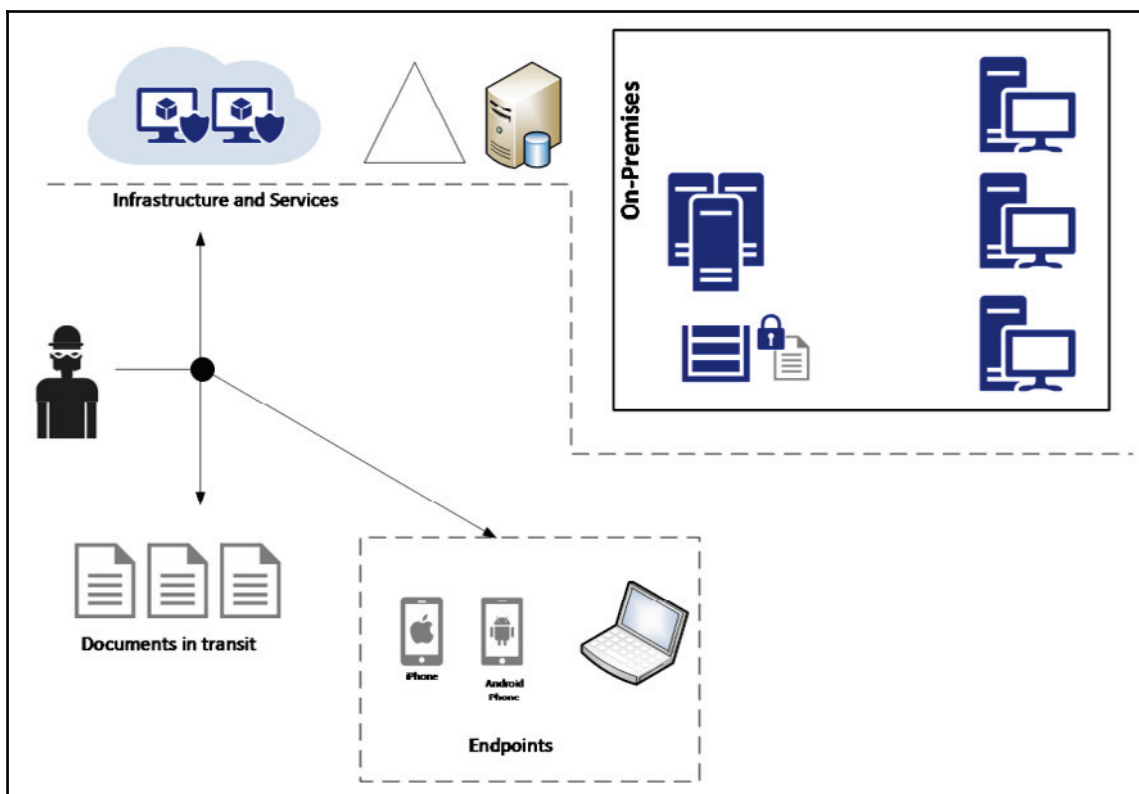 On-Premises
Infrastructure and Services
Documents in transit
iPhone
Android
Phone
Endpoints